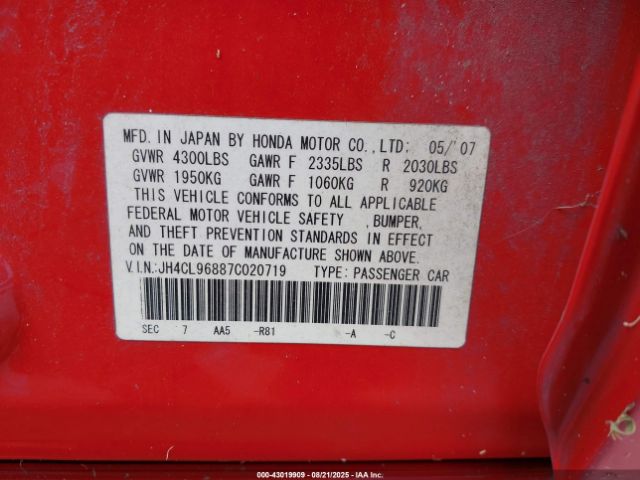 MFD. IN JAPAN BY HONDA MOTOR CO.,LTD: 05/'07
GVWR 4300LBS GAWR F 2335LBS R 2030LBS
GVWR 1950KG GAWR F 1060KG R 920KG
THIS VEHICLE CONFORMS TO ALL APPLICABLE
FEDERAL MOTOR VEHICLE SAFETY ,BUMPER,
AND THEFT PREVENTION STANDARDS IN EFFECT
ON THE DATE OF MANUFACTURE SHOWN ABOVE.
V.I.N.:JH4CL96887C020719 TYPE: PASSENGER CAR
SEC 7 AA5 -R81 -A -C
000-43019909 - 08/21/2025 - IAA Inc.